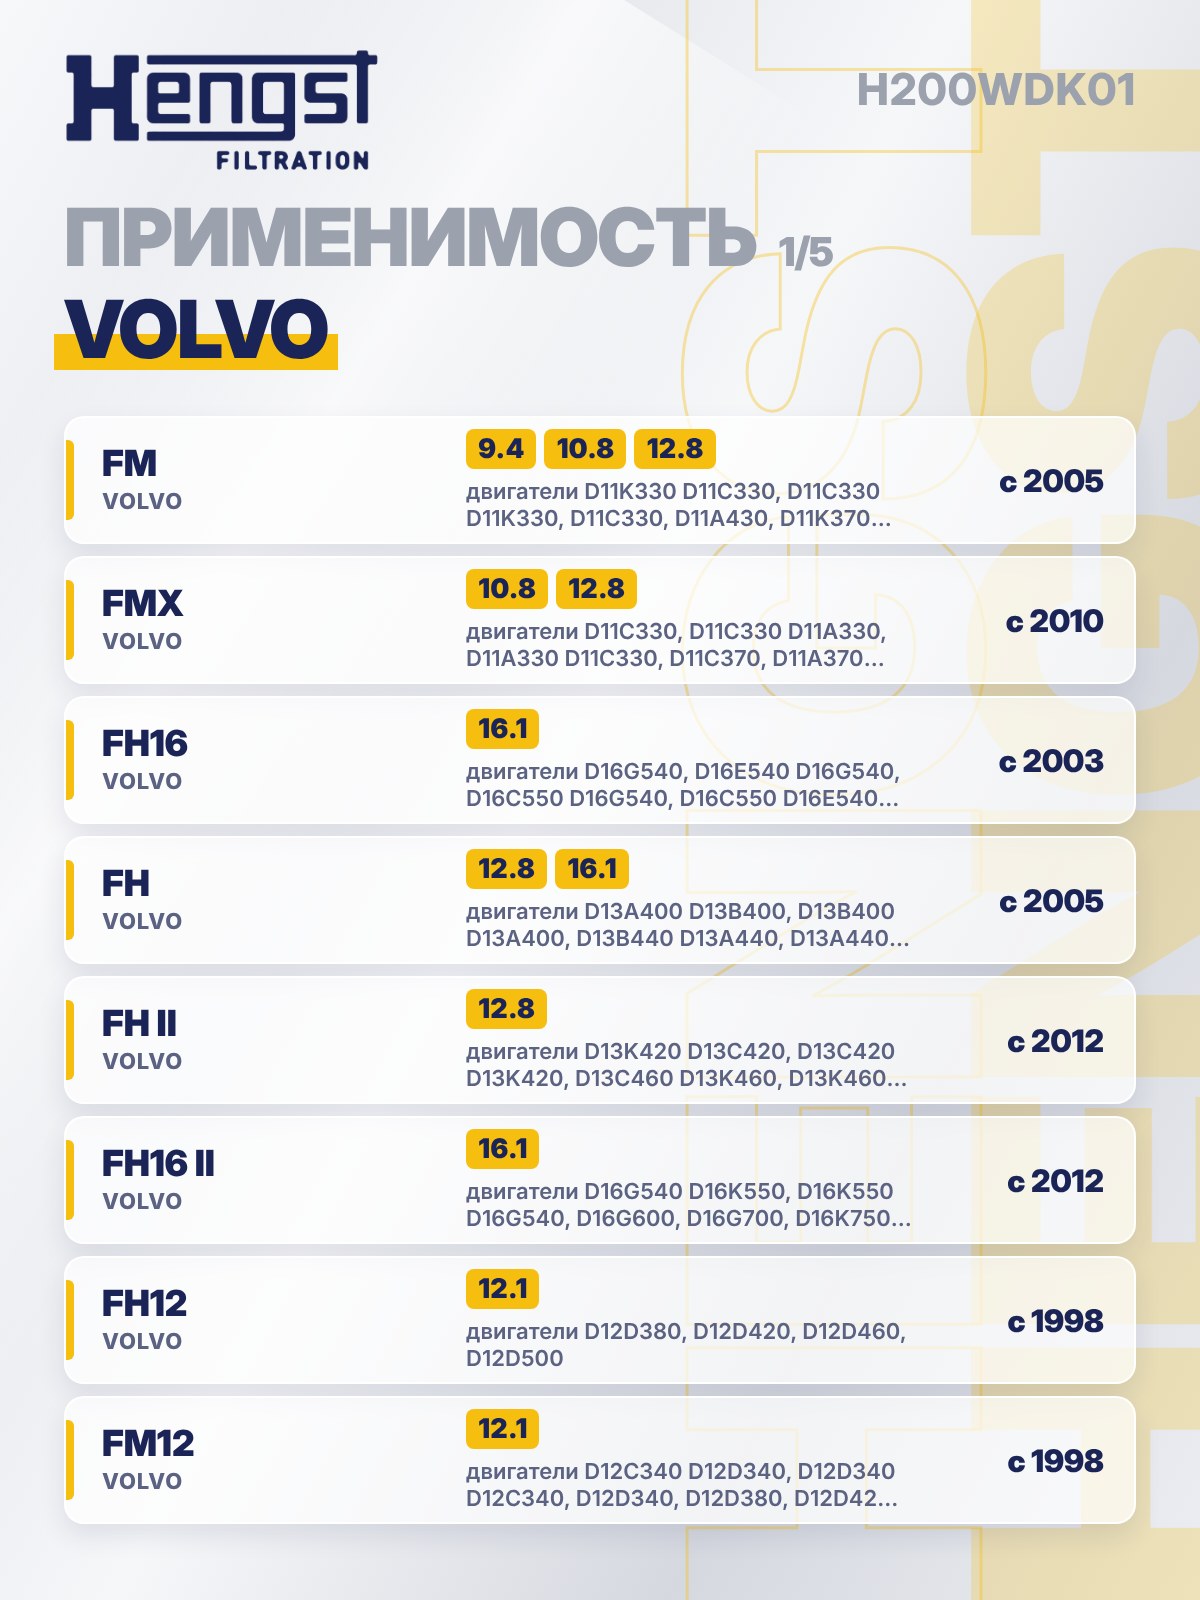 Hengst
FILTRATION
H200WDK01
ПРИМЕНИМОСТЬ 1/5
VOLVO
FM
VOLVO
9.4 10.8 12.8
двигатели D11K330 D11C330, D11C330
D11K330, D11C330, D11A430, D11K370...
с 2005
FMX
VOLVO
10.8 12.8
двигатели D11C330, D11C330 D11A330,
D11A330 D11C330, D11C370, D11A370...
с 2010
FH16
VOLVO
16.1
двигатели D16G540, D16E540 D16G540,
D16C550 D16G540, D16C550 D16E540...
с 2003
FH
VOLVO
12.8 16.1
двигатели D13A400 D13B400, D13B400
D13A400, D13B440 D13A440, D13A440...
с 2005
FH II
VOLVO
12.8
двигатели D13K420 D13C420, D13C420
D13K420, D13C460 D13K460, D13K460...
с 2012
FH16 II
VOLVO
16.1
двигатели D16G540 D16K550, D16K550
D16G540, D16G600, D16G700, D16K750...
с 2012
FH12
VOLVO
12.1
двигатели D12D380, D12D420, D12D460,
D12D500
с 1998
FM12
VOLVO
12.1
двигатели D12C340 D12D340, D12D340
D12C340, D12D340, D12D380, D12D42...
с 1998
HENGST